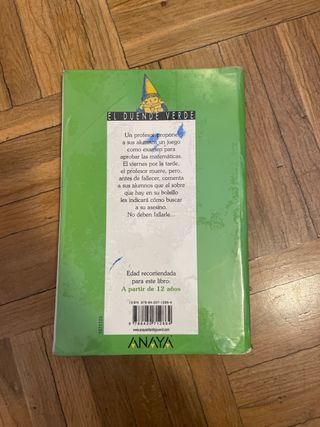 EL DUENDE VERDE
Un profesor propone
a sus alumnos un juego
como examen para
aprobar las matemáticas.
El viernes por la tarde,
el profesor muere, pero,
antes de fallecer, comenta
a sus alumnos que el sobre
que hay en su bolsillo
les indicará cómo buscar
a su asesino.
No deben fallarle...
Edad recomendada
para este libro:
A partir de 12 años
ANAYA